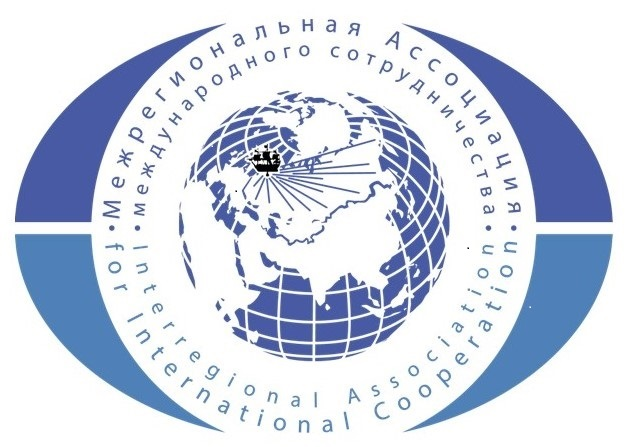 Межрегиональная Ассоциация
международного сотрудничества
Interregional Association
for International Cooperation